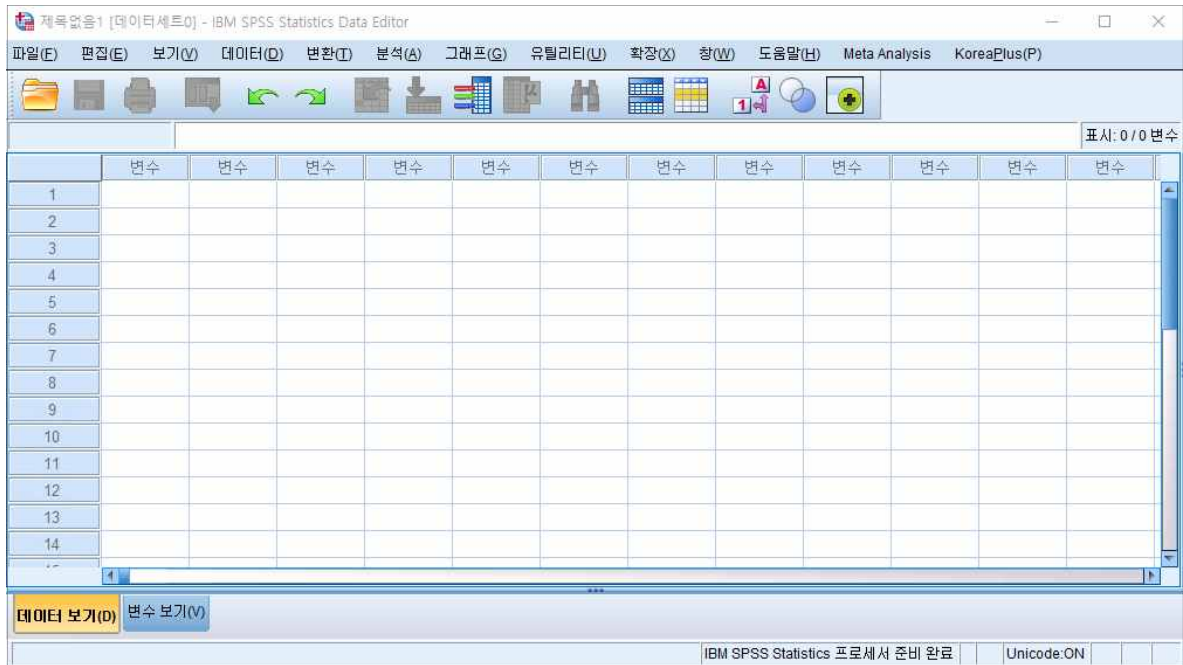 제목없음1 [데이터세트0] - IBM SPSS Statistics Data Editor
파일(F) 편집(E) 보기(V) 데이터(D) 변환(T) 분석(A) 그래프(G) 유틸리티(U) 확장(X) 창(W) 도움말(H) Meta Analysis KoreaPlus(P)
A
1
표시: 0 / 0 변수
변수 변수 변수 변수 변수 변수 변수 변수 변수 변수 변수 변수
1
2
3
4
5
6
7
8
9
10
11
12
13
14
데이터 보기(D) 변수 보기(V)
IBM SPSS Statistics 프로세서 준비 완료 Unicode:ON